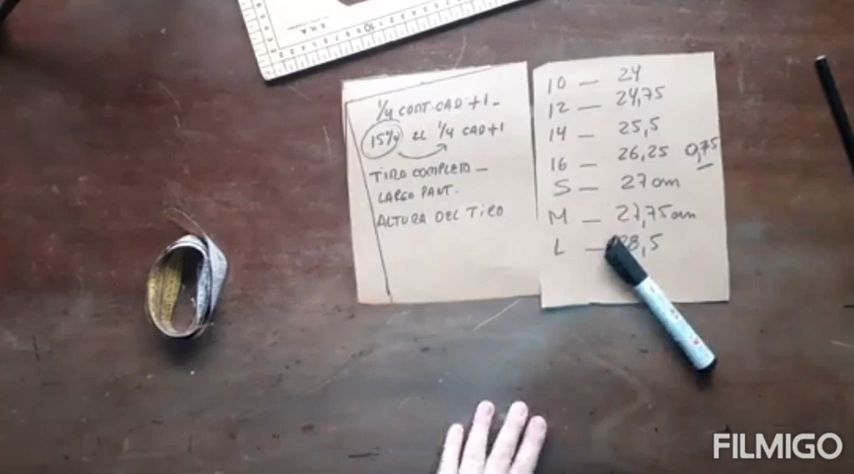 1/4 CONT. CAD + 1 -
15% EL 1/4 CAD + 1
TIRO COMPLETO -
LARGO PANT.
ALTURA DEL TIRO
10 - 24
12 - 24,75
14 - 25,5
16 - 26,25 0,75
S - 27 cm
M - 27,75 cm
L - 28,5
FILMIGO